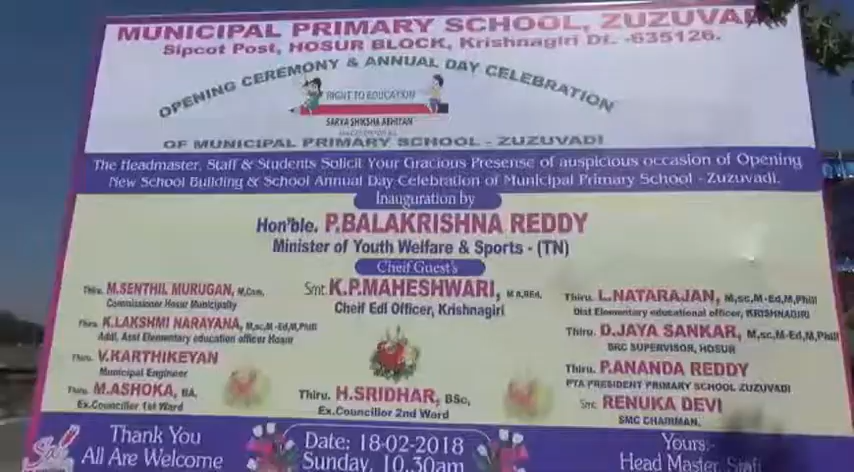 MUNICIPAL PRIMARY SCHOOL, ZUZUVADI
Sipcot Post, HOSUR BLOCK, Krishnagiri Dt. -635126.
OPENING CEREMONY & ANNUAL DAY CELEBRATION
RIGHT TO EDUCATION
SARVA SHIKSHA ABHIYAN
OF MUNICIPAL PRIMARY SCHOOL - ZUZUVADI
The Headmaster, Staff & Students Solicit Your Gracious Presense of auspicious occasion of Opening
New School Building & School Annual Day Celebration of Municipal Primary School - Zuzuvadi.
Inauguration by
Hon'ble. P.BALAKRISHNA REDDY
Minister of Youth Welfare & Sports - (TN)
Cheif Guest's
Thiru. M.SENTHIL MURUGAN, M.Com,
Commissioner Hosur Municipality
Thiru. K.LAKSHMI NARAYANA, M,sc,M-Ed,M,Phill
Addl, Asst Elementary education officer Hosur
Thiru. V.KARTHIKEYAN
Municipal Engineer
Thiru. M.ASHOKA, BA,
Ex.Councillor 1st Ward
Smt. K.P.MAHESHWARI, M A,BEd,
Cheif Edl Officer, Krishnagiri
Thiru. H.SRIDHAR, BSc,
Ex.Councillor 2nd Ward
Thiru. L.NATARAJAN, M,sc,M-Ed,M,Phill
Dist Elementary educational officer, KRISHNAGIRI
Thiru. D.JAYA SANKAR, M,sc,M-Ed,M,Phill
BRC SUPERVISOR, HOSUR
Thiru. P.ANANDA REDDY
PTA PRESIDENT PRIMARY SCHOOL ZUZUVADI
Smt. RENUKA DEVI
SMC CHAIRMAN.
Thank You
All Are Welcome
Date: 18-02-2018
Sunday, 10.30am
Yours:-
Head Master, Staff